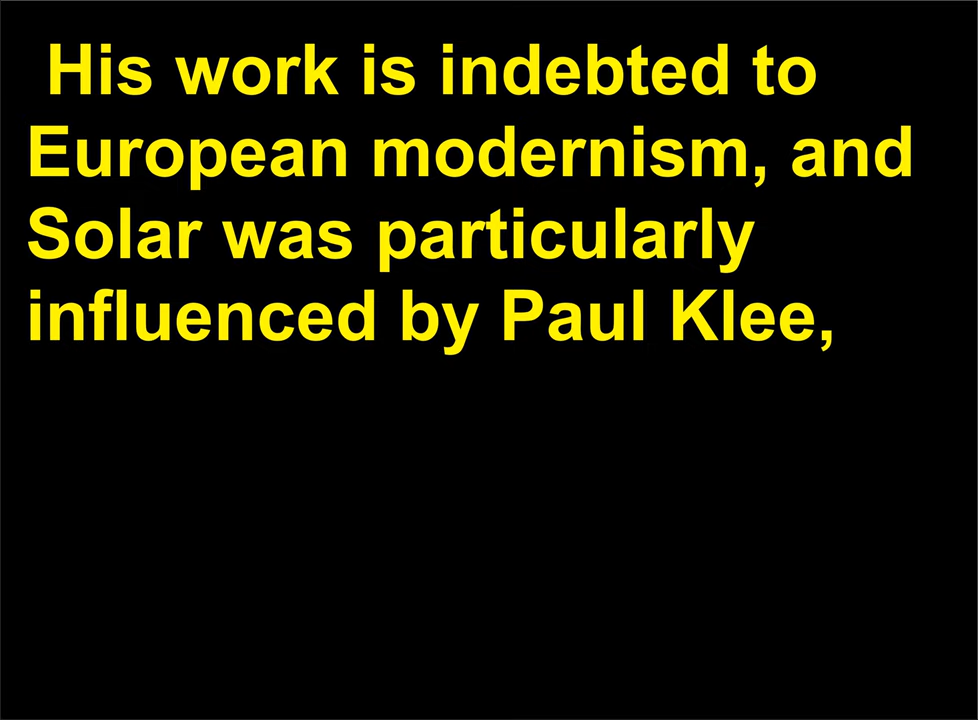 His work is indebted to
European modernism, and
Solar was particularly
influenced by Paul Klee,